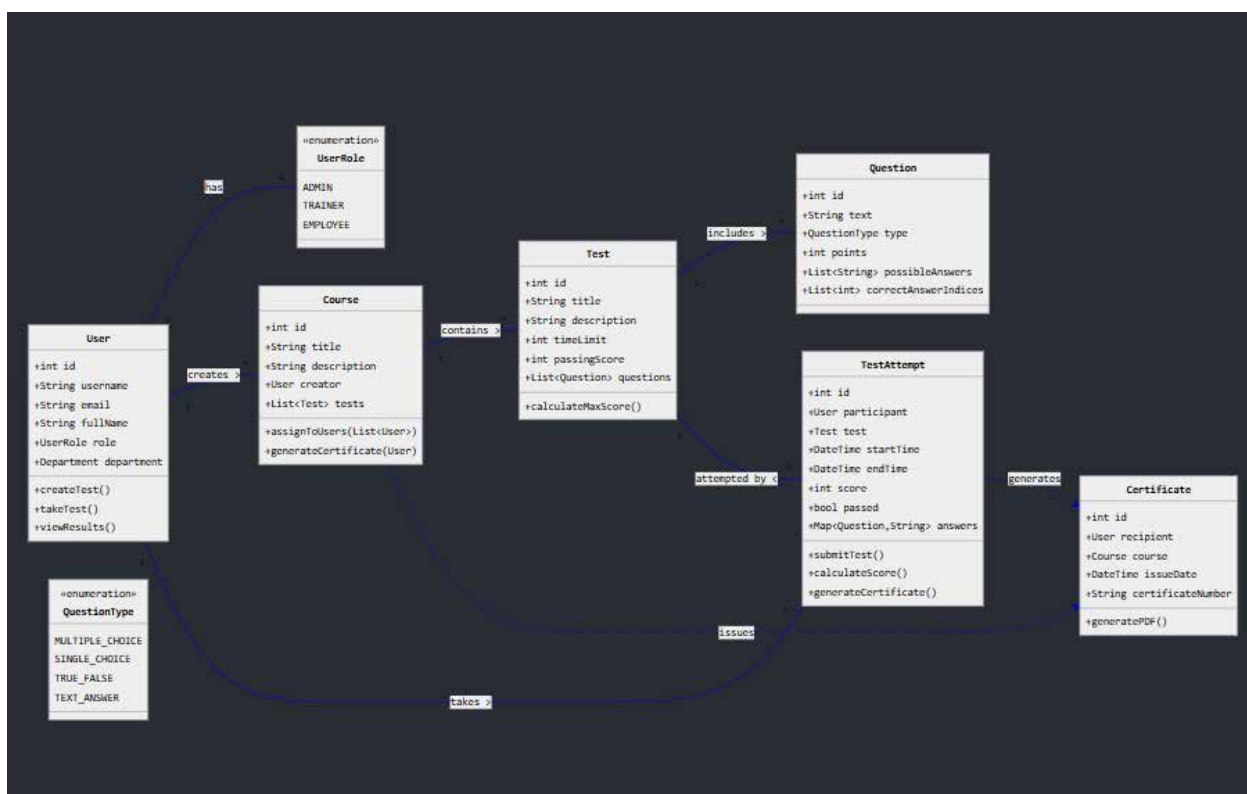 «enumeration»
UserRole
ADMIN
TRAINER
EMPLOYEE
has
User
+int id
+String username
+String email
+String fullName
+UserRole role
+Department department
+createTest()
+takeTest()
+viewResults()
creates >
Course
+int id
+String title
+String description
+User creator
+List<Test> tests
+assignToUsers(List<User>)
+generateCertificate(User)
contains >
Test
+int id
+String title
+String description
+int timeLimit
+int passingScore
+List<Question> questions
+calculateMaxScore()
includes >
Question
+int id
+String text
+QuestionType type
+int points
+List<String> possibleAnswers
+List<int> correctAnswerIndices
attempted by <
TestAttempt
+int id
+User participant
+Test test
+DateTime startTime
+DateTime endTime
+int score
+bool passed
+Map<Question,String> answers
+submitTest()
+calculateScore()
+generateCertificate()
generates
Certificate
+int id
+User recipient
+Course course
+DateTime issueDate
+String certificateNumber
+generatePDF()
issues
takes >
«enumeration»
QuestionType
MULTIPLE_CHOICE
SINGLE_CHOICE
TRUE_FALSE
TEXT_ANSWER